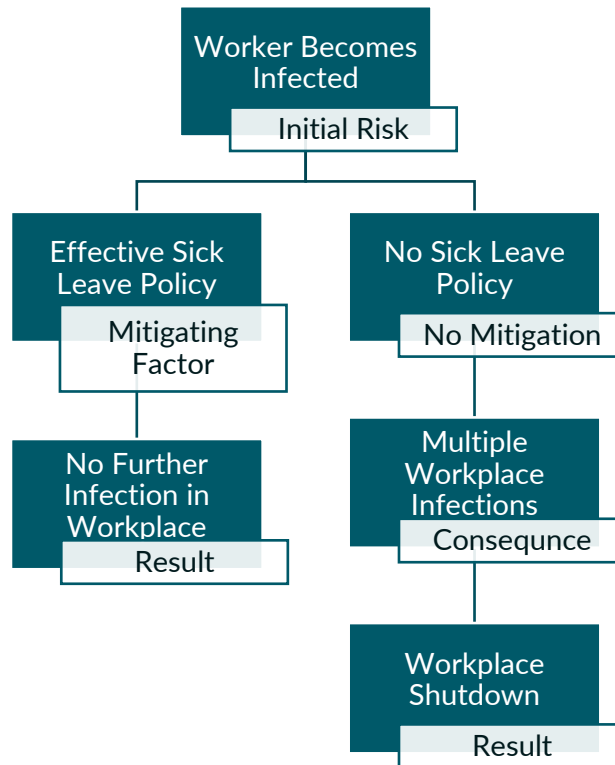 Worker Becomes
Infected
Initial Risk
Effective Sick
Leave Policy
Mitigating
Factor
No Further
Infection in
Workplace
Result
No Sick Leave
Policy
No Mitigation
Multiple
Workplace
Infections
Consequnce
Workplace
Shutdown
Result